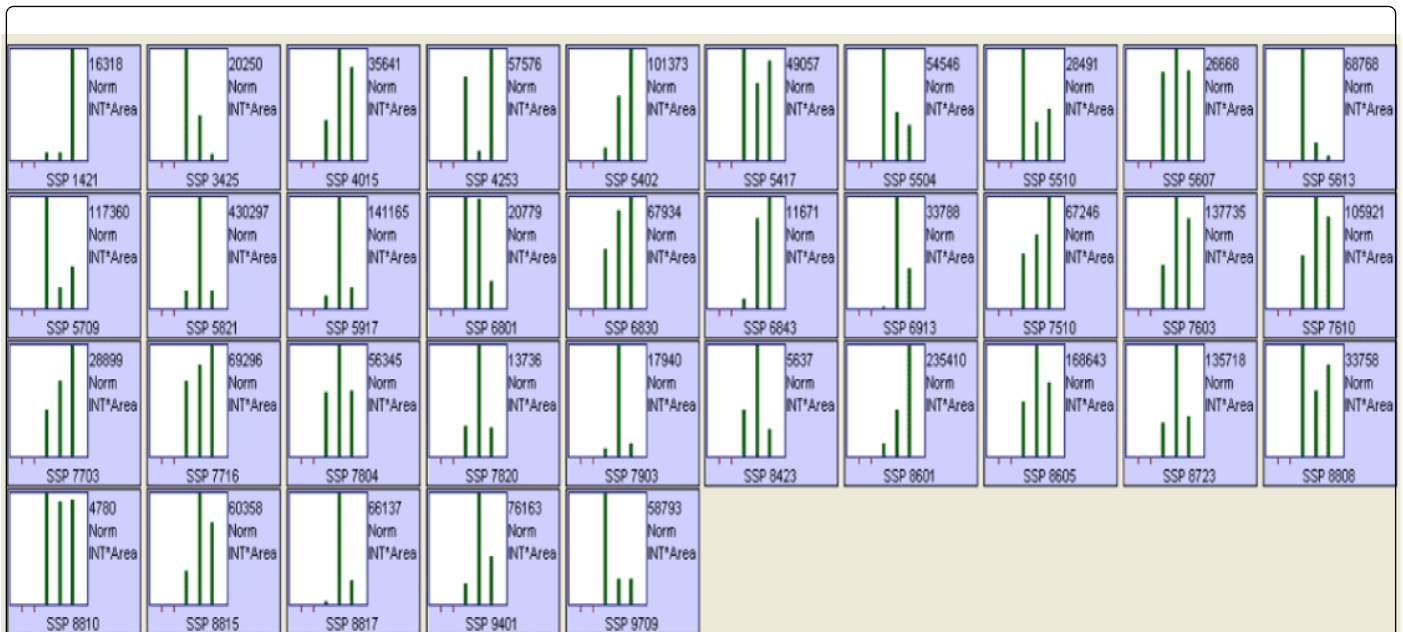 16318
Norm
INT*Area
SSP 1421
20250
Norm
INT*Area
SSP 3425
35641
Norm
INT*Area
SSP 4015
57576
Norm
INT*Area
SSP 4253
101373
Norm
INT*Area
SSP 5402
49057
Norm
INT*Area
SSP 5417
54546
Norm
INT*Area
SSP 5504
28491
Norm
INT*Area
SSP 5510
26668
Norm
INT*Area
SSP 5607
68768
Norm
INT*Area
SSP 5613
117360
Norm
INT*Area
SSP 5709
430297
Norm
INT*Area
SSP 5821
141165
Norm
INT*Area
SSP 5917
20779
Norm
INT*Area
SSP 6801
67934
Norm
INT*Area
SSP 6830
11671
Norm
INT*Area
SSP 6843
33788
Norm
INT*Area
SSP 6913
67246
Norm
INT*Area
SSP 7510
137735
Norm
INT*Area
SSP 7603
105921
Norm
INT*Area
SSP 7610
28899
Norm
INT*Area
SSP 7703
69296
Norm
INT*Area
SSP 7716
56345
Norm
INT*Area
SSP 7804
13736
Norm
INT*Area
SSP 7820
17940
Norm
INT*Area
SSP 7903
5637
Norm
INT*Area
SSP 8423
235410
Norm
INT*Area
SSP 8601
168643
Norm
INT*Area
SSP 8605
135718
Norm
INT*Area
SSP 8723
33758
Norm
INT*Area
SSP 8808
4780
Norm
INT*Area
SSP 8810
60358
Norm
INT*Area
SSP 8815
66137
Norm
INT*Area
SSP 8817
76163
Norm
INT*Area
SSP 9401
58793
Norm
INT*Area
SSP 9709